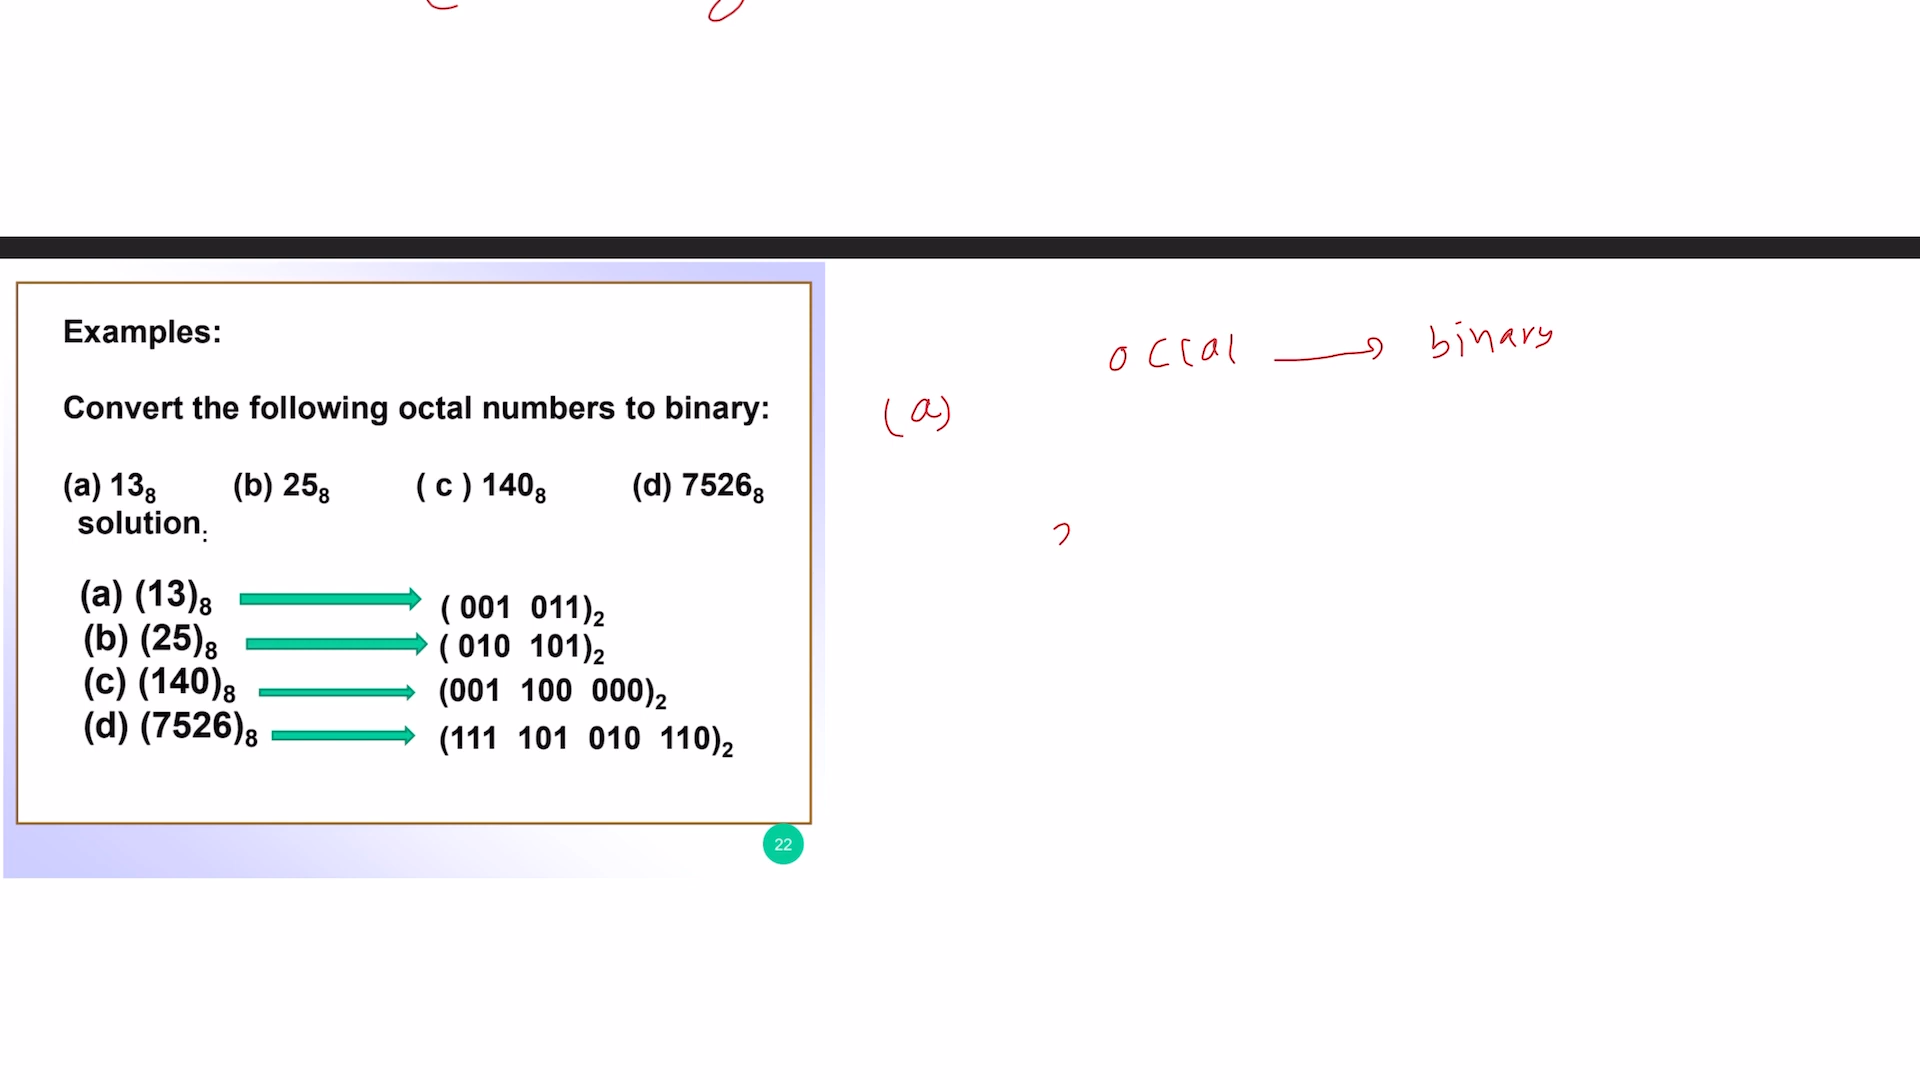 Examples:
Convert the following octal numbers to binary:
(a) 13₈ (b) 25₈ ( c ) 140₈ (d) 7526₈
solution:
(a) (13)₈ ( 001 011)₂
(b) (25)₈ ( 010 101)₂
(c) (140)₈ (001 100 000)₂
(d) (7526)₈ (111 101 010 110)₂
22
octal → binary
(a)